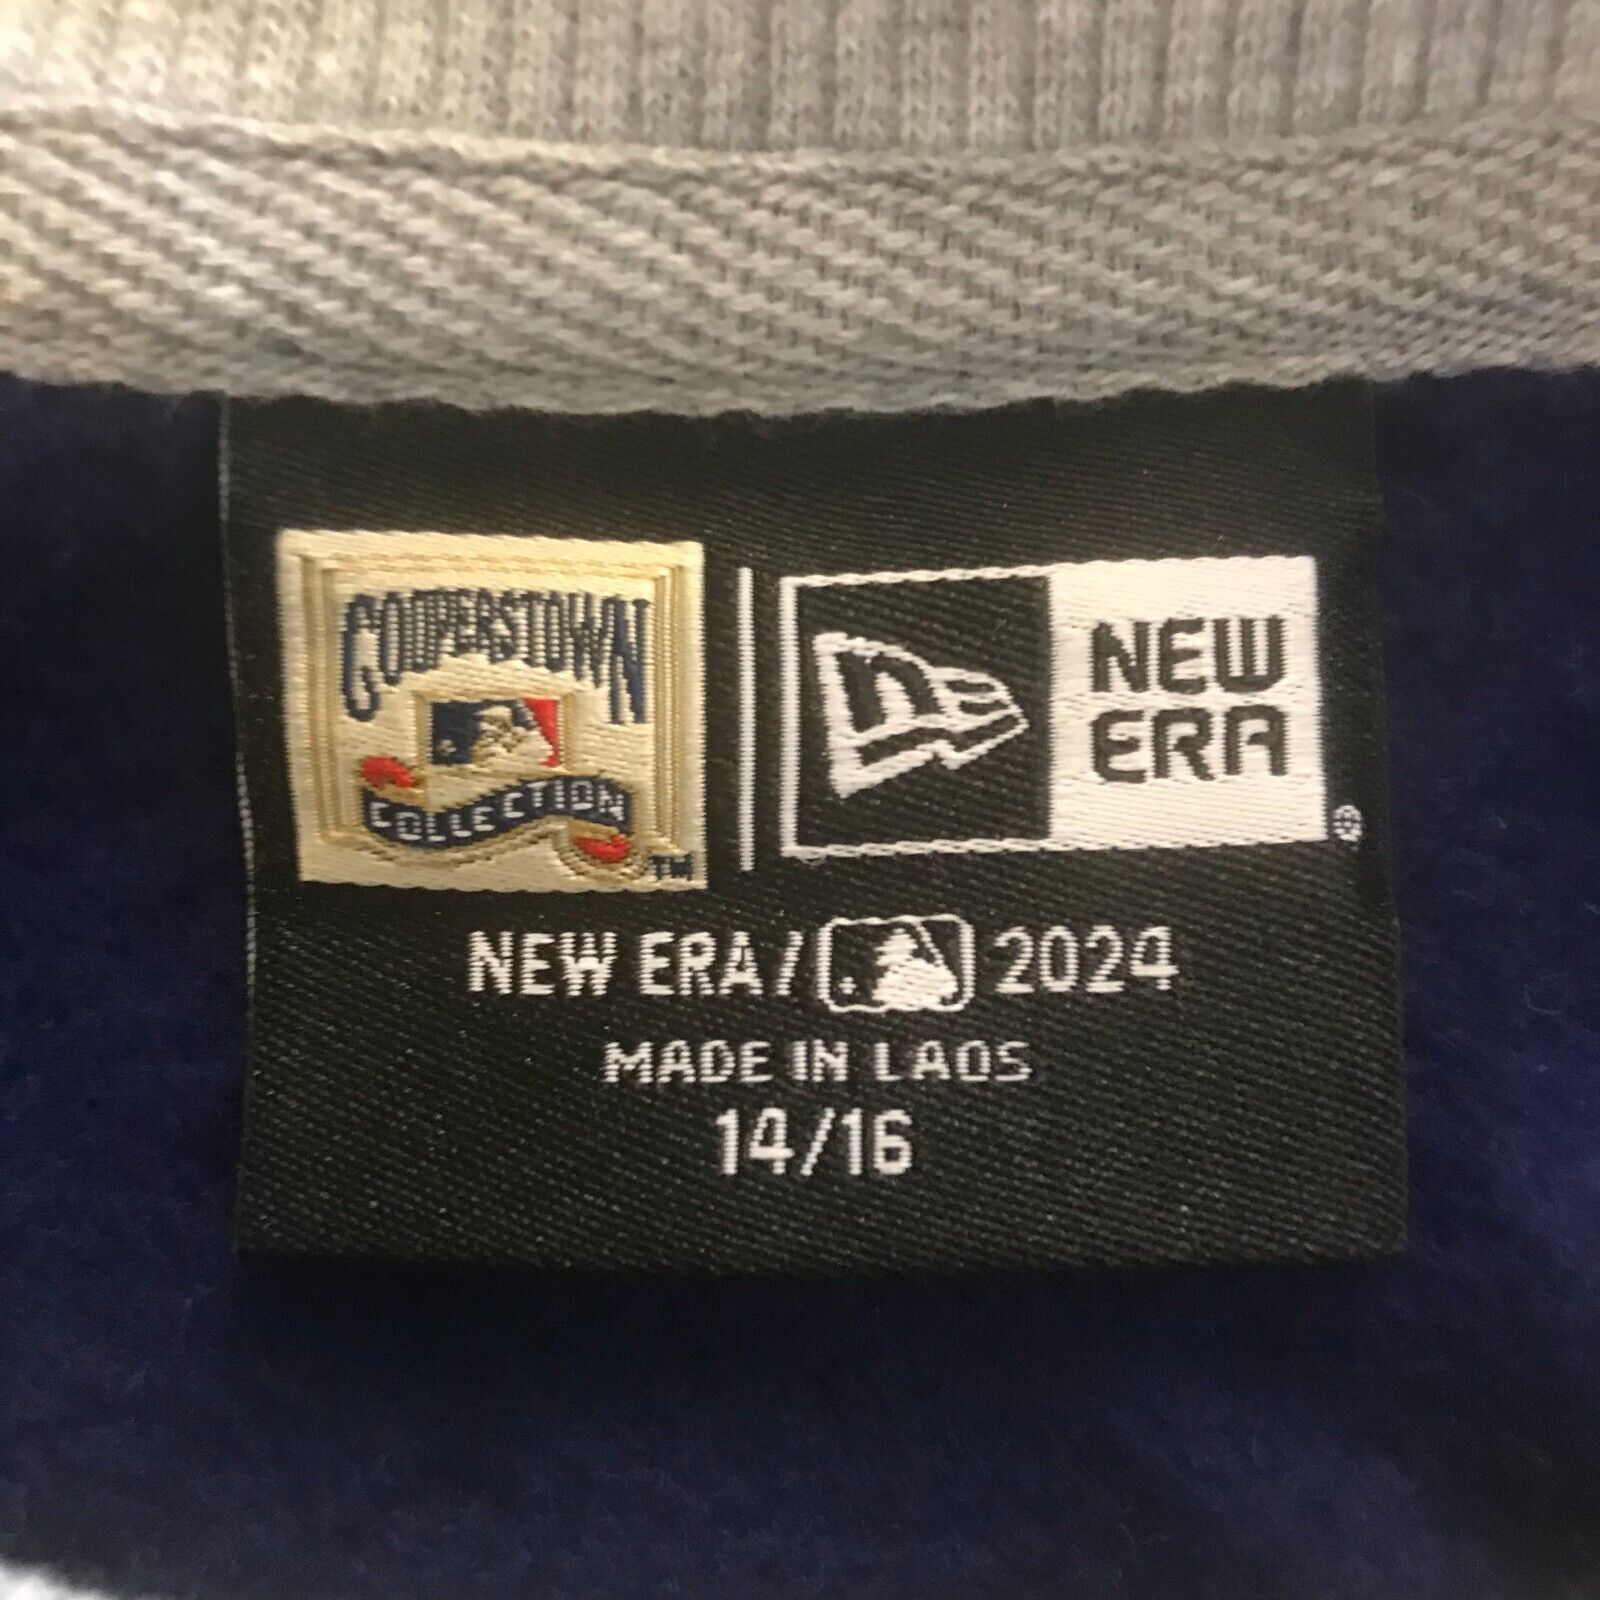 COOPERSTOWN
COLLECTION
TM
NEW
ERA
®
NEW ERA / 2024
MADE IN LAOS
14/16